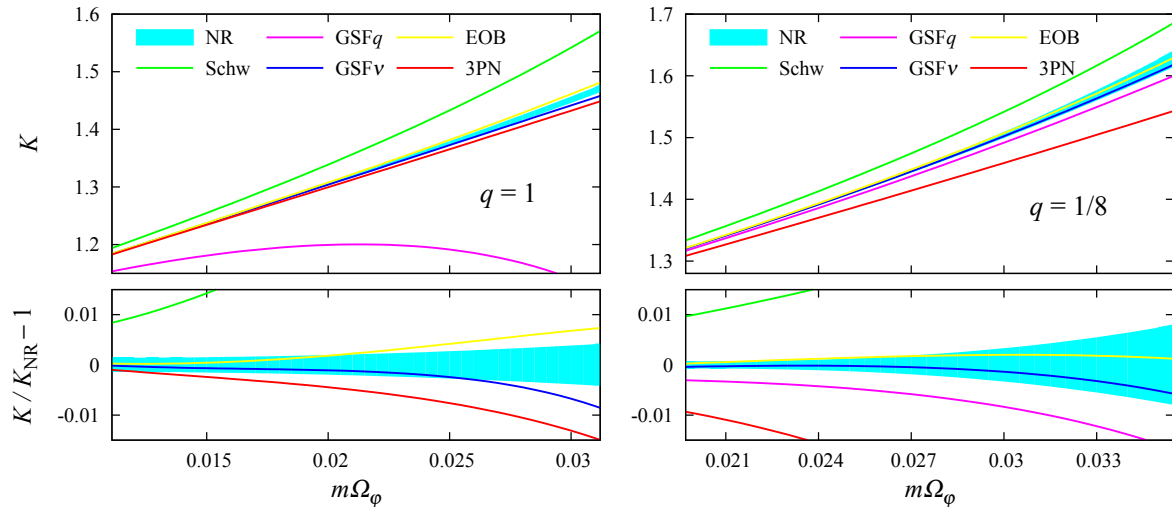 1.6
1.5
1.4
1.3
1.2
K
NR GSFq EOB
Schw GSFν 3PN
q = 1
0.01
0
-0.01
K / K_NR − 1
0.015 0.02 0.025 0.03
mΩ_φ
1.7
1.6
1.5
1.4
1.3
NR GSFq EOB
Schw GSFν 3PN
q = 1/8
0.01
0
-0.01
0.021 0.024 0.027 0.03 0.033
mΩ_φ